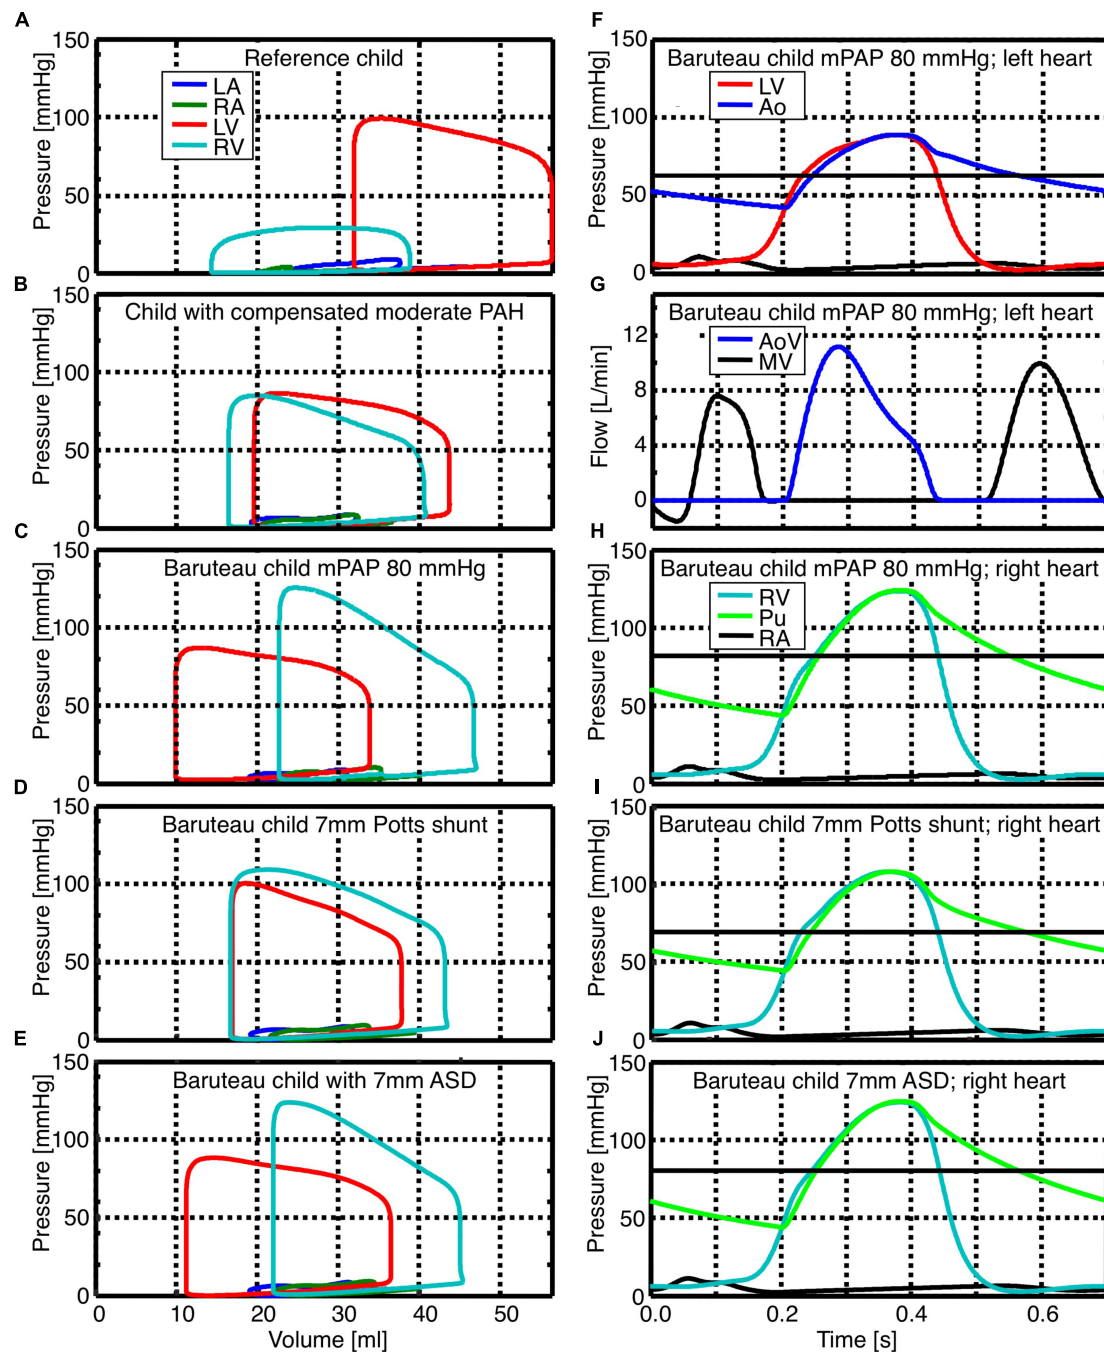 A
Reference child
LA
RA
LV
RV
Pressure [mmHg]
150
100
50
0
B
Child with compensated moderate PAH
Pressure [mmHg]
150
100
50
0
C
Baruteau child mPAP 80 mmHg
Pressure [mmHg]
150
100
50
0
D
Baruteau child 7mm Potts shunt
Pressure [mmHg]
150
100
50
0
E
Baruteau child with 7mm ASD
Pressure [mmHg]
150
100
50
0
0 10 20 30 40 50
Volume [ml]
F
Baruteau child mPAP 80 mmHg; left heart
LV
Ao
Pressure [mmHg]
150
100
50
0
G
Baruteau child mPAP 80 mmHg; left heart
AoV
MV
Flow [L/min]
12
8
4
0
H
Baruteau child mPAP 80 mmHg; right heart
RV
Pu
RA
Pressure [mmHg]
150
100
50
0
I
Baruteau child 7mm Potts shunt; right heart
Pressure [mmHg]
150
100
50
0
J
Baruteau child 7mm ASD; right heart
Pressure [mmHg]
150
100
50
0
0.0 0.2 0.4 0.6
Time [s]